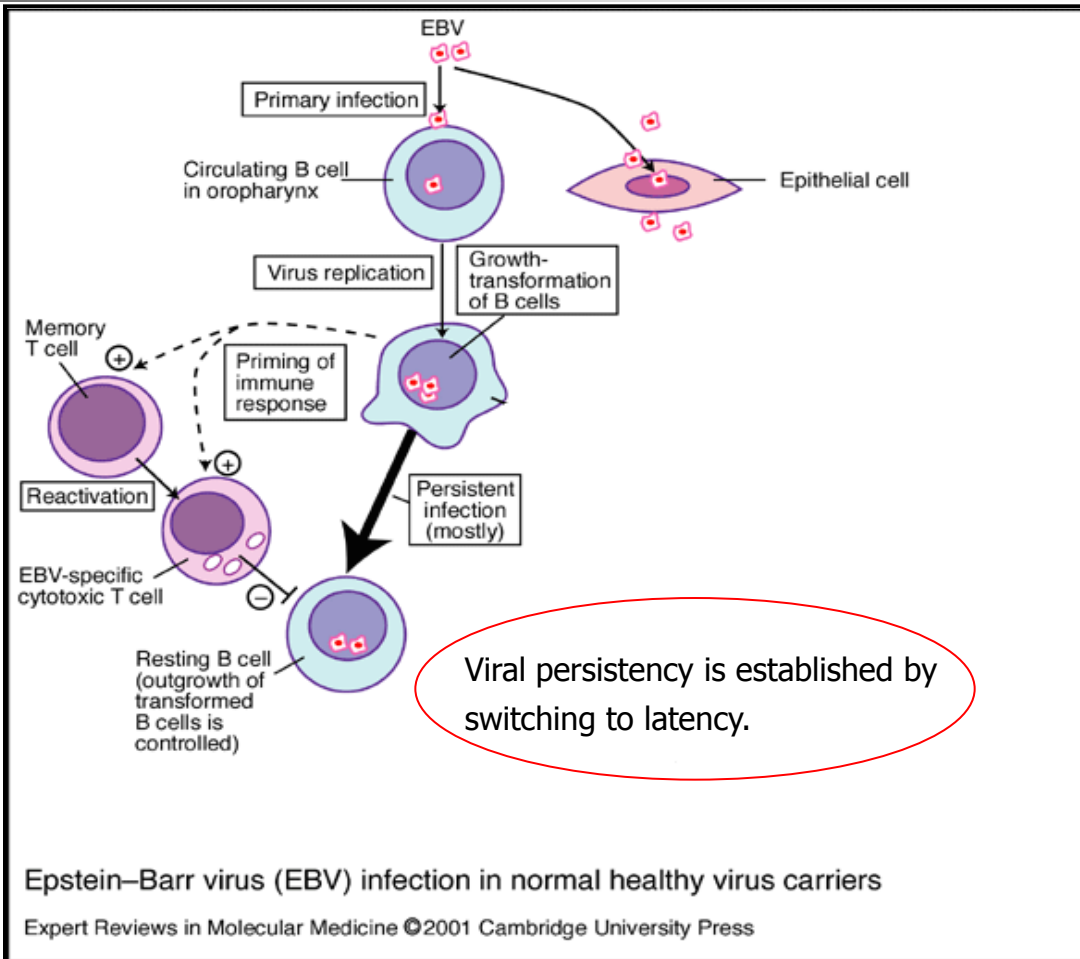 EBV
Primary infection
Circulating B cell
in oropharynx
Epithelial cell
Virus replication
Growth-
transformation
of B cells
Memory
T cell
+
Priming of
immune
response
+
Reactivation
Persistent
infection
(mostly)
EBV-specific
cytotoxic T cell
−
Resting B cell
(outgrowth of
transformed
B cells is
controlled)
Viral persistency is established by
switching to latency.
Epstein–Barr virus (EBV) infection in normal healthy virus carriers
Expert Reviews in Molecular Medicine ©2001 Cambridge University Press